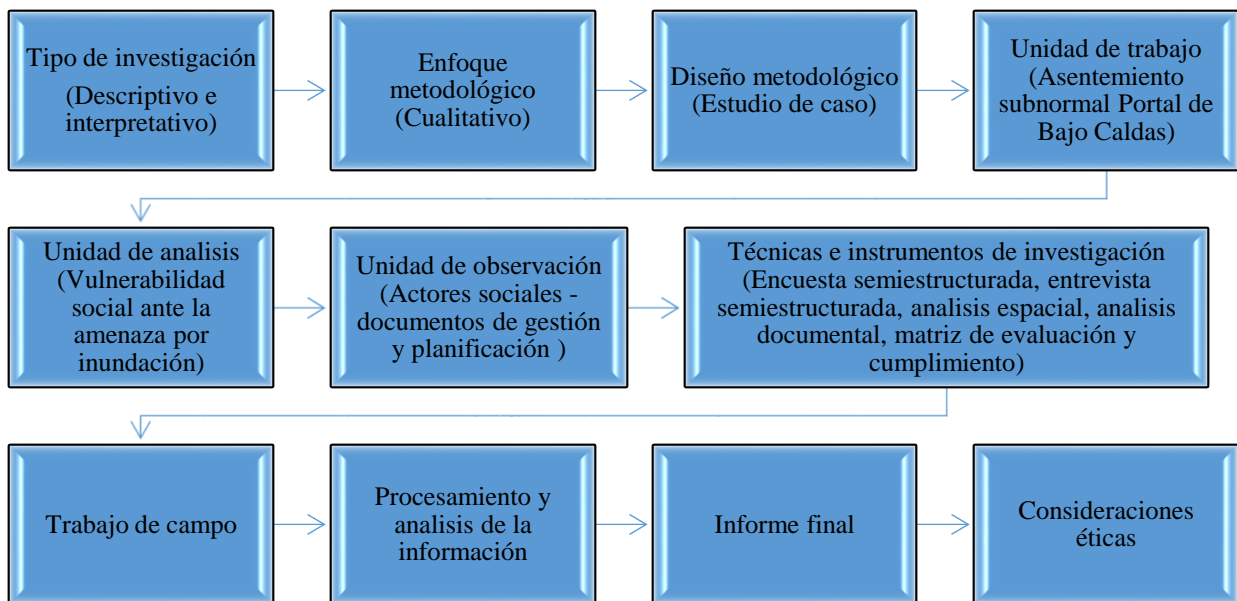 Tipo de investigación
(Descriptivo e
interpretativo)
Enfoque
metodológico
(Cualitativo)
Diseño metodológico
(Estudio de caso)
Unidad de trabajo
(Asentemiento
subnormal Portal de
Bajo Caldas)
Unidad de analisis
(Vulnerabilidad
social ante la
amenaza por
inundación)
Unidad de observación
(Actores sociales -
documentos de gestión
y planificación )
Técnicas e instrumentos de investigación
(Encuesta semiestructurada, entrevista
semiestructurada, analisis espacial, analisis
documental, matriz de evaluación y
cumplimiento)
Trabajo de campo
Procesamiento y
analisis de la
información
Informe final
Consideraciones
éticas